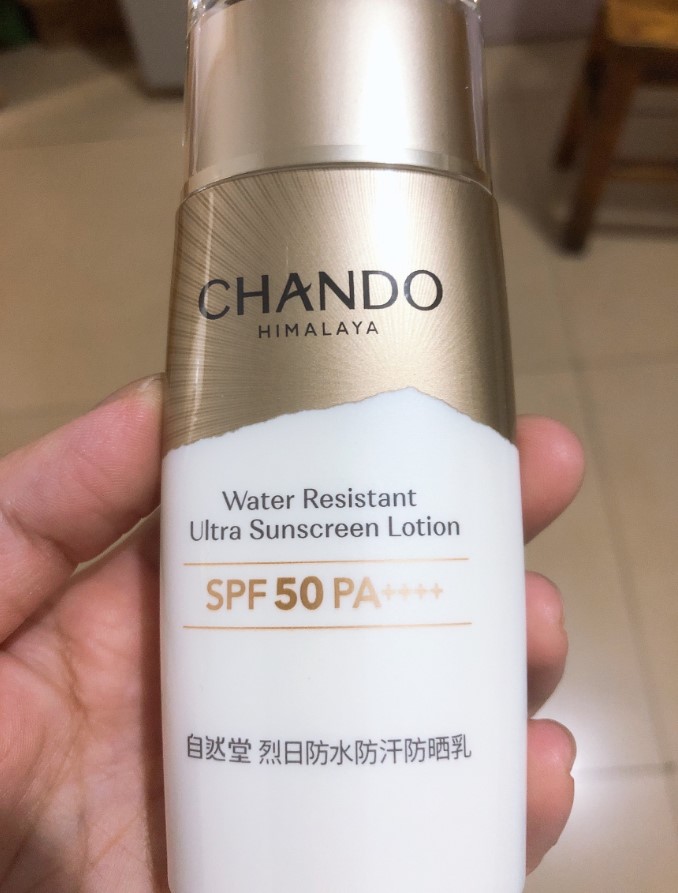 CHANDO
HIMALAYA
Water Resistant
Ultra Sunscreen Lotion
SPF 50 PA++++
自然堂 烈日防水防汗防晒乳